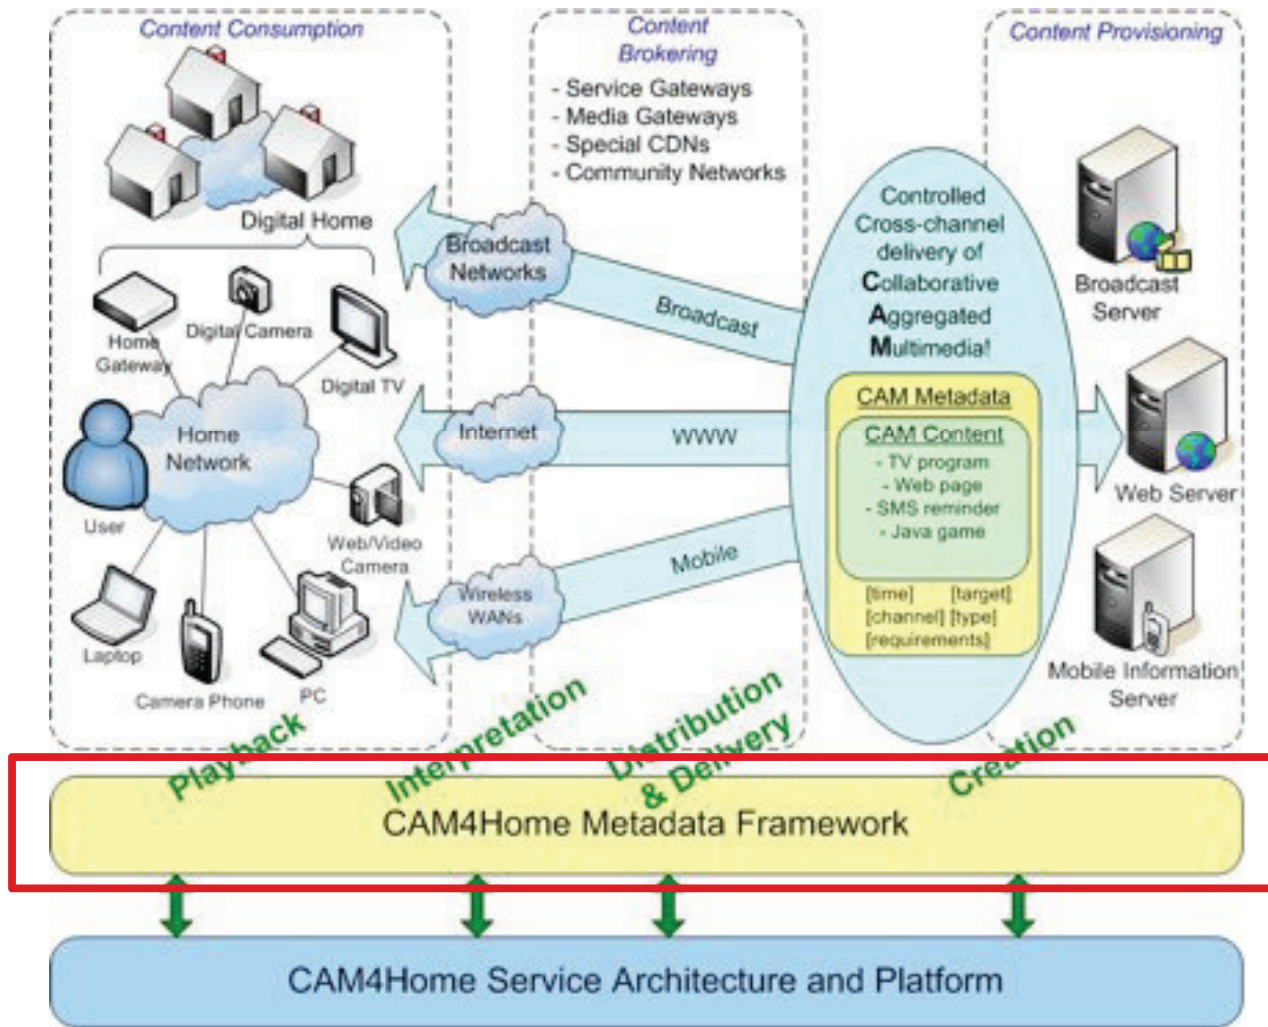 Content Consumption
Content
Brokering
- Service Gateways
- Media Gateways
- Special CDNs
- Community Networks
Content Provisioning
Digital Home
Home
Gateway
Digital Camera
Digital TV
Home
Network
User
Web/Video
Camera
Laptop
Camera Phone
PC
Broadcast
Networks
Broadcast
Internet
WWW
Wireless
WANs
Mobile
Controlled
Cross-channel
delivery of
Collaborative
Aggregated
Multimedia!
CAM Metadata
CAM Content
- TV program
- Web page
- SMS reminder
- Java game
[time] [target]
[channel] [type]
[requirements]
Broadcast
Server
Web Server
Mobile Information
Server
Playback
Interpretation
Distribution
& Delivery
Creation
CAM4Home Metadata Framework
CAM4Home Service Architecture and Platform